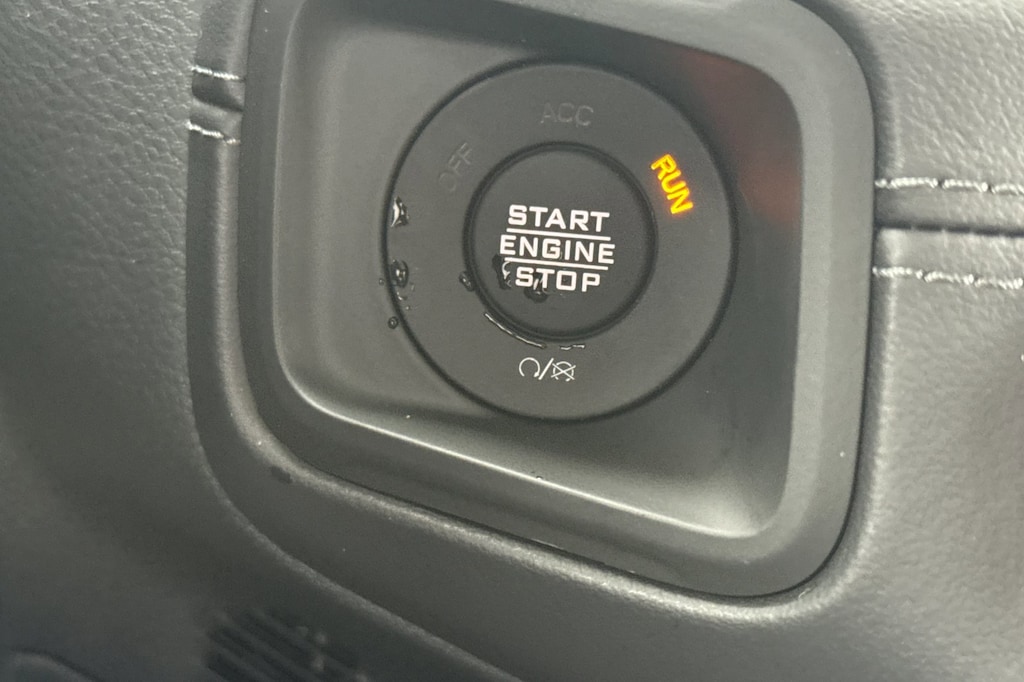 ACC
OFF
RUN
START
ENGINE
STOP